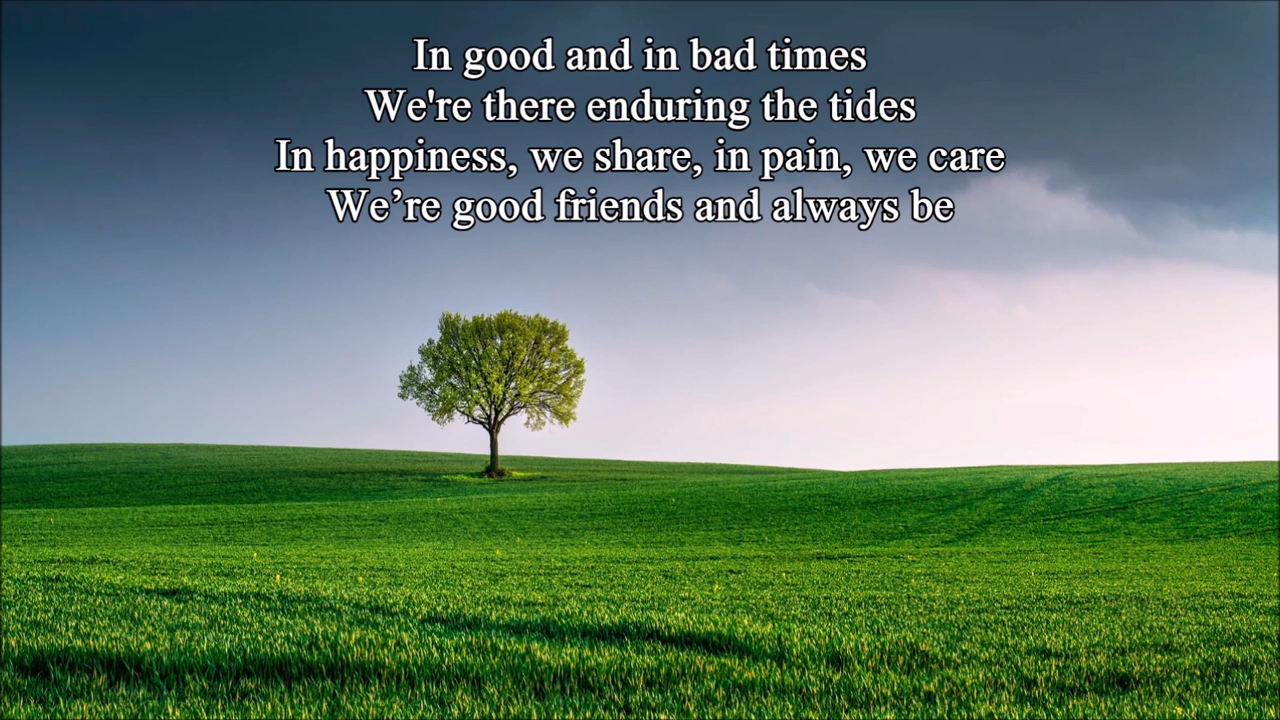 In good and in bad times
We're there enduring the tides
In happiness, we share, in pain, we care
We’re good friends and always be